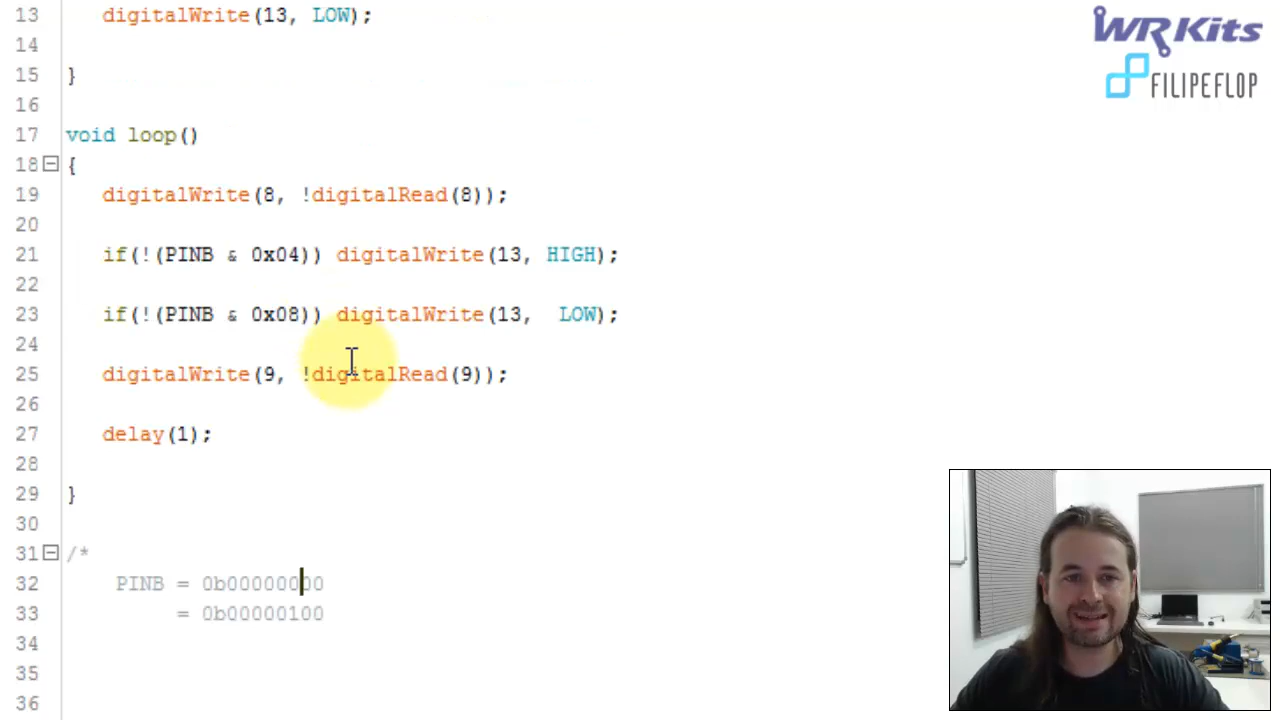 13 digitalWrite(13, LOW);
14
15 }
16
17 void loop()
18 {
19 digitalWrite(8, !digitalRead(8));
20
21 if(!(PINB & 0x04)) digitalWrite(13, HIGH);
22
23 if(!(PINB & 0x08)) digitalWrite(13, LOW);
24
25 digitalWrite(9, !digitalRead(9));
26
27 delay(1);
28
29 }
30
31 /*
32 PINB = 0b00000000
33 = 0b00000100
34
35
36
WRKits
FILIPEFLOP